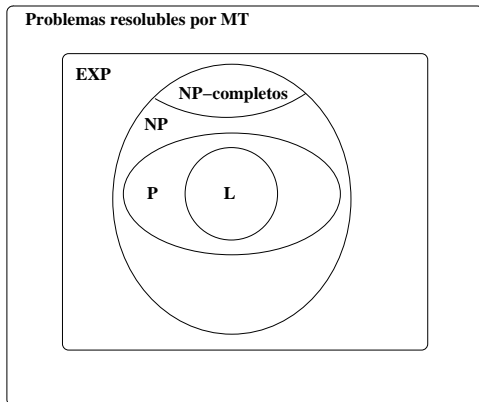 Problemas resolubles por MT
EXP
NP–completos
NP
P
L